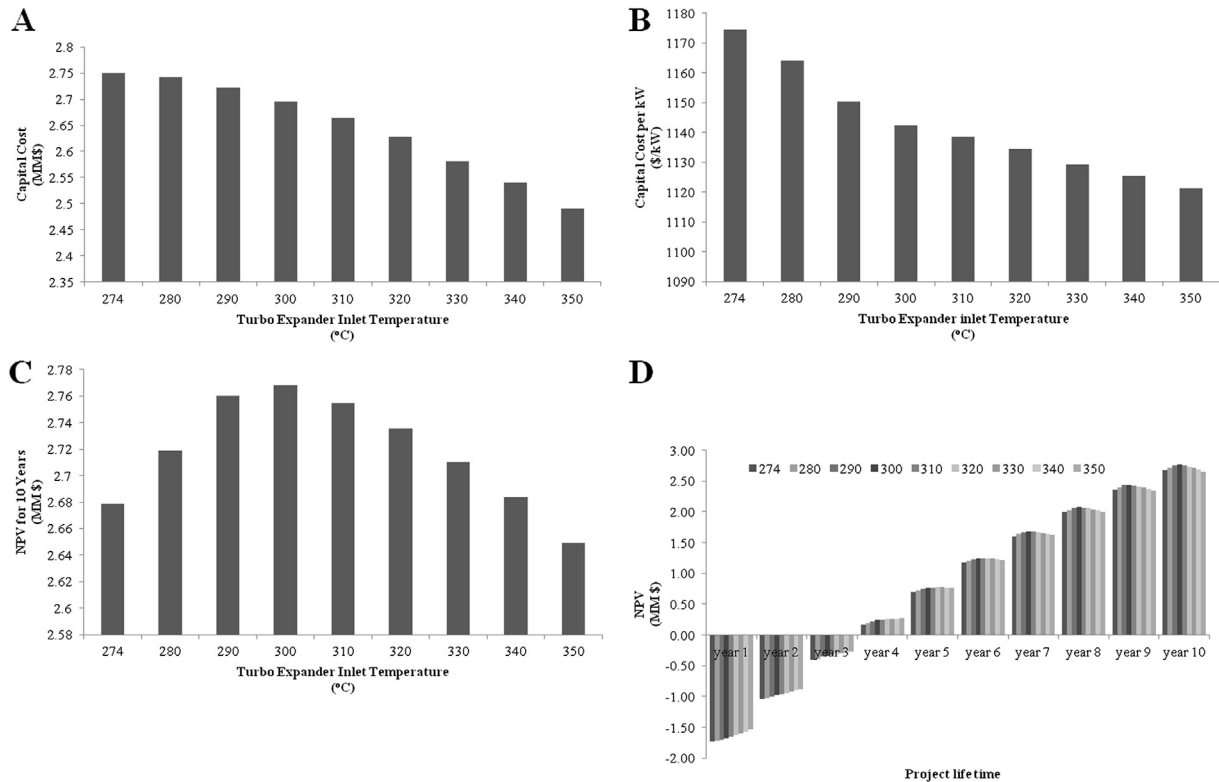 A
Capital Cost
(MM$)
2.8
2.75
2.7
2.65
2.6
2.55
2.5
2.45
2.4
2.35
274 280 290 300 310 320 330 340 350
Turbo Expander Inlet Temperature
(°C)
B
Capital Cost per kW
($/kW)
1180
1170
1160
1150
1140
1130
1120
1110
1100
1090
274 280 290 300 310 320 330 340 350
Turbo Expander inlet Temperature
(°C)
C
NPV for 10 Years
(MM $)
2.78
2.76
2.74
2.72
2.7
2.68
2.66
2.64
2.62
2.6
2.58
274 280 290 300 310 320 330 340 350
Turbo Expander Inlet Temperature
(°C)
D
NPV
(MM $)
3.00
2.50
2.00
1.50
1.00
0.50
0.00
-0.50
-1.00
-1.50
-2.00
274 280 290 300 310 320 330 340 350
year 1 year 2 year 3 year 4 year 5 year 6 year 7 year 8 year 9 year 10
Project lifetime